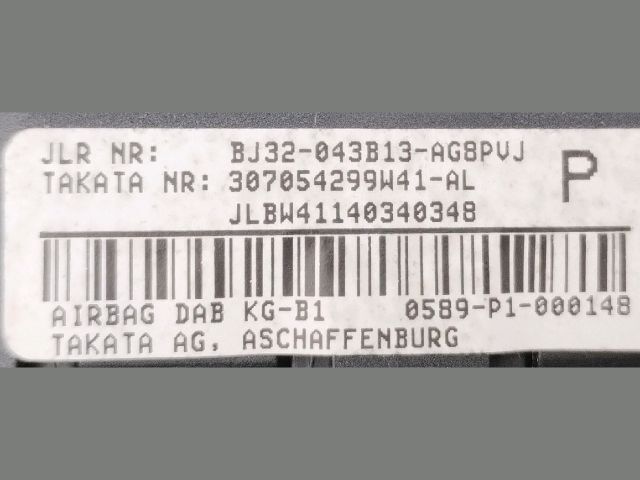 JLR NR: BJ32-043B13-AG8PVJ
TAKATA NR: 307054299W41-AL
P
JLBW41140340348
AIRBAG DAB KG-B1 0589-P1-000148
TAKATA AG, ASCHAFFENBURG